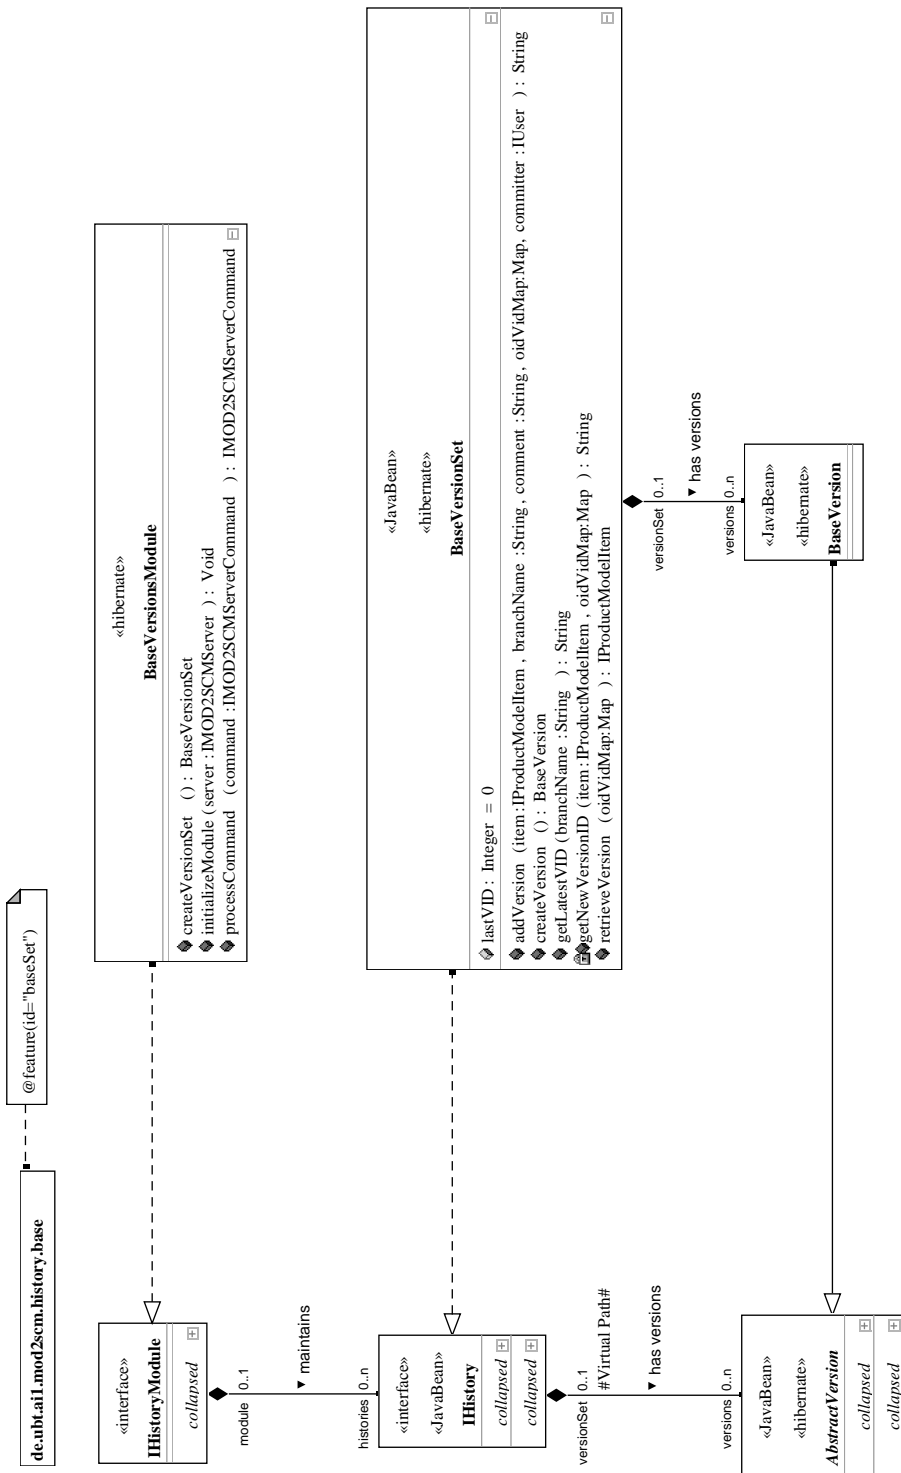 de.ubt.ai1.mod2scm.history.base
@feature(id="baseSet")
«interface»
IHistoryModule
collapsed
«hibernate»
BaseVersionsModule
createVersionSet (): BaseVersionSet
initializeModule (server :IMOD2SCMServer ): Void
processCommand (command :IMOD2SCMServerCommand ): IMOD2SCMServerCommand
module 0..1
maintains
histories 0..n
«interface»
«JavaBean»
IHistory
collapsed
collapsed
«JavaBean»
«hibernate»
BaseVersionSet
lastVID : Integer = 0
addVersion (item:IProductModelItem , branchName :String , comment :String , oidVidMap:Map, committer :IUser ): String
createVersion (): BaseVersion
getLatestVID (branchName :String ): String
getNewVersionID (item:IProductModelItem , oidVidMap:Map ): String
retrieveVersion (oidVidMap:Map ): IProductModelItem
versionSet 0..1
#Virtual Path#
has versions
versions 0..n
versionSet 0..1
has versions
versions 0..n
«JavaBean»
«hibernate»
AbstractVersion
collapsed
collapsed
«JavaBean»
«hibernate»
BaseVersion